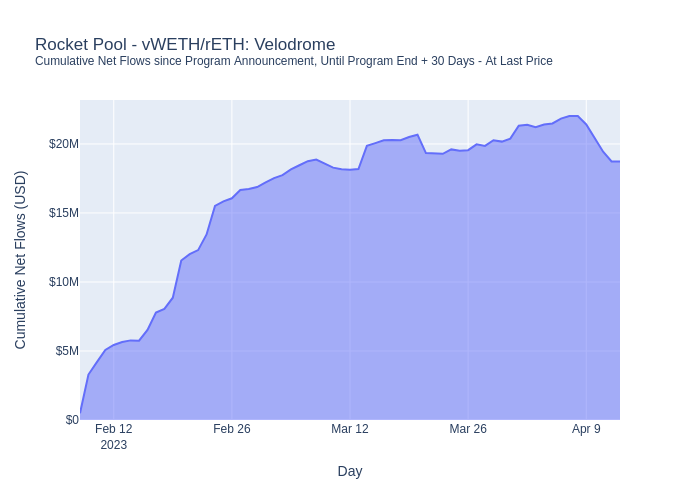 Rocket Pool - vWETH/rETH: Velodrome
Cumulative Net Flows since Program Announcement, Until Program End + 30 Days - At Last Price
Cumulative Net Flows (USD)
$20M
$15M
$10M
$5M
$0
Feb 12 Feb 26 Mar 12 Mar 26 Apr 9
2023
Day